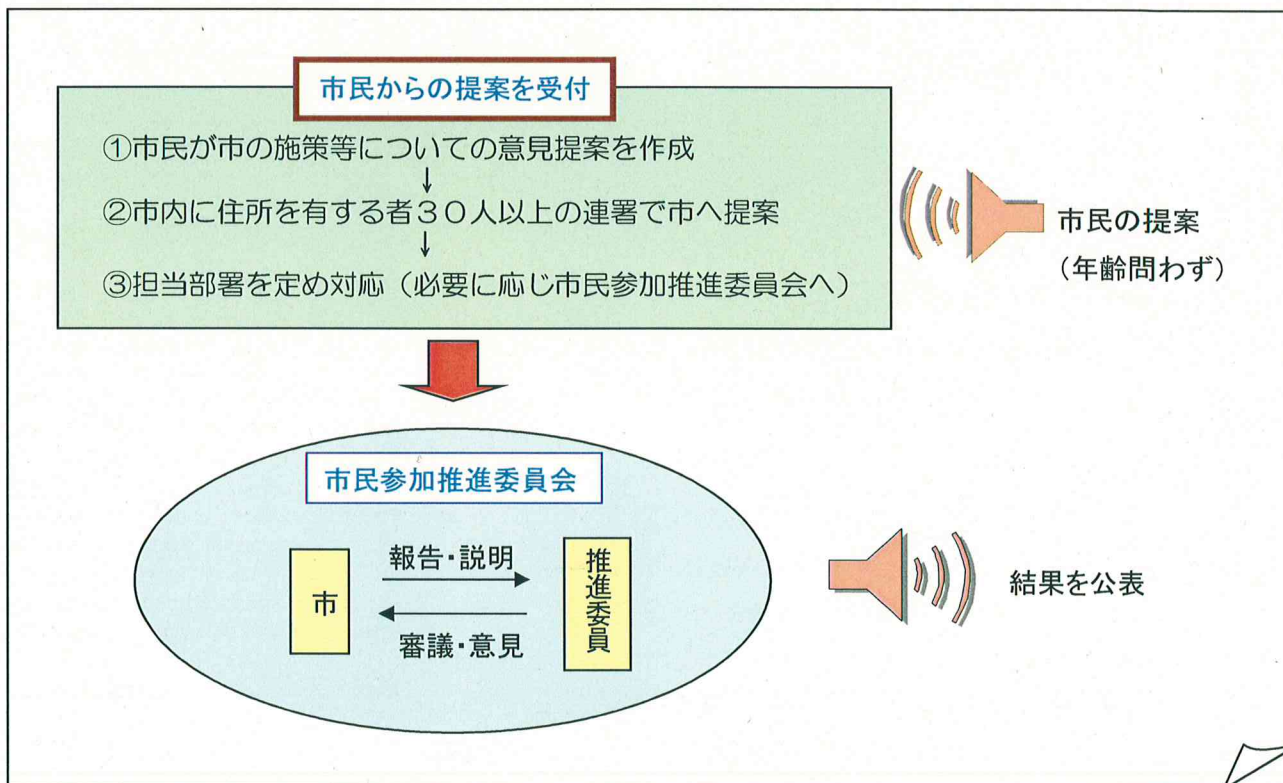 市民からの提案を受付
①市民が市の施策等についての意見提案を作成
↓
②市内に住所を有する者30人以上の連署で市へ提案
↓
③担当部署を定め対応（必要に応じ市民参加推進委員会へ）
市民の提案
（年齢問わず）
市民参加推進委員会
市
報告・説明
審議・意見
推進委員
結果を公表